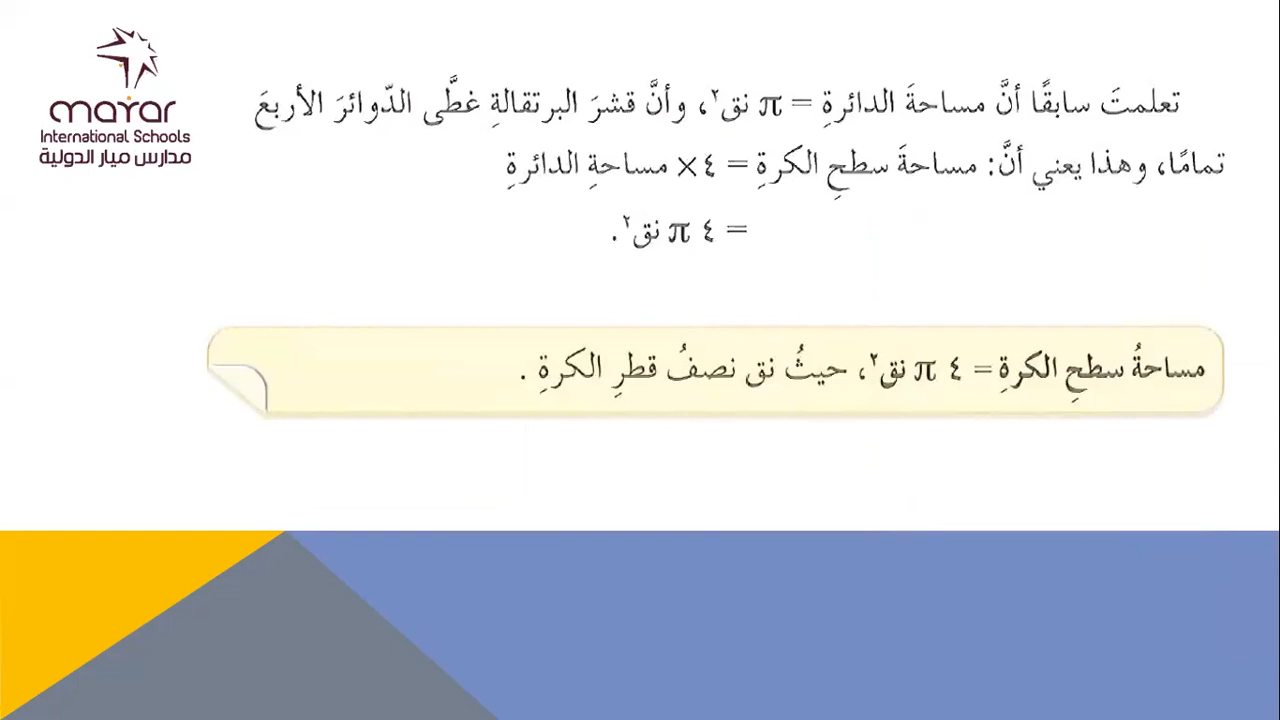 mayar
International Schools
مدارس ميار الدولية
تعلمتَ سابقًا أنَّ مساحةَ الدائرةِ = π نق٢، وأنَّ قشرَ البرتقالةِ غطَّى الدّوائرَ الأربعَ
تمامًا، وهذا يعني أنَّ: مساحةَ سطحِ الكرةِ = ٤× مساحةِ الدائرةِ
= ٤ π نق٢.
مساحةُ سطحِ الكرةِ = ٤ π نق٢، حيثُ نق نصفُ قطرِ الكرةِ .